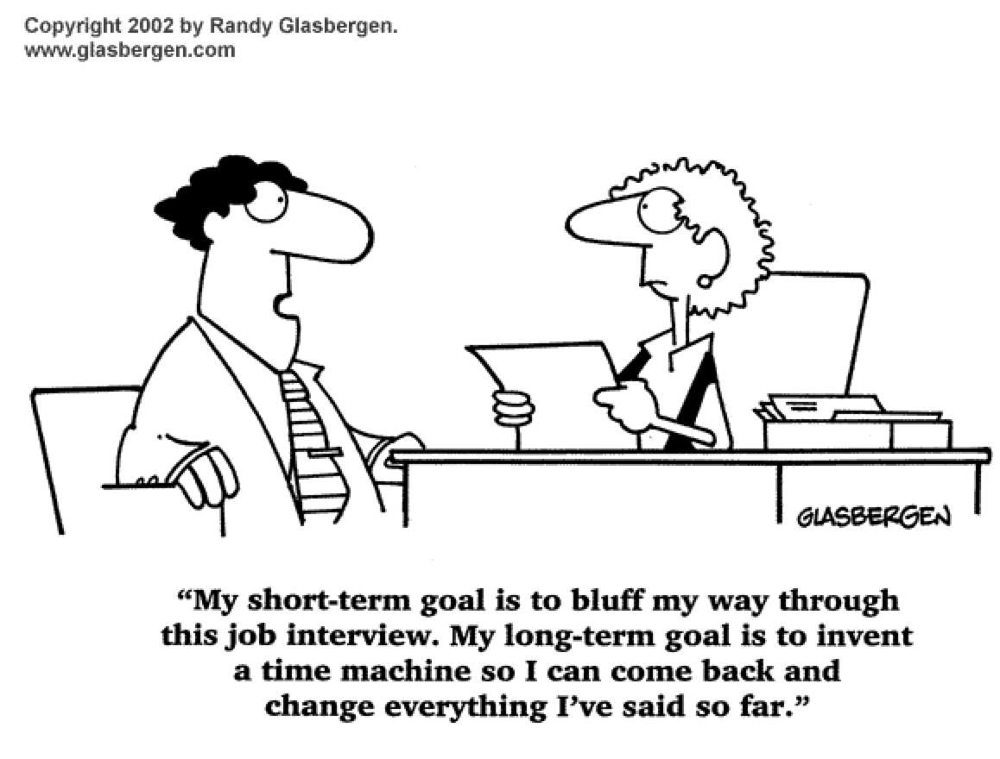 Copyright 2002 by Randy Glasbergen.
www.glasbergen.com
GLASBERGEN
“My short-term goal is to bluff my way through
this job interview. My long-term goal is to invent
a time machine so I can come back and
change everything I’ve said so far.”